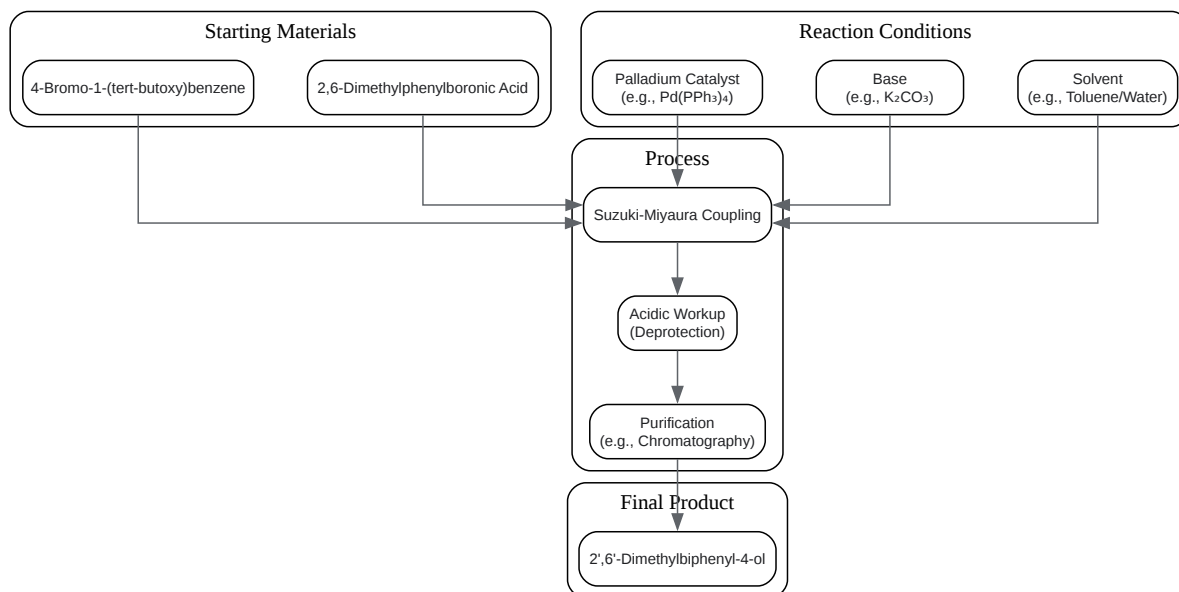 Starting Materials
4-Bromo-1-(tert-butoxy)benzene
2,6-Dimethylphenylboronic Acid
Reaction Conditions
Palladium Catalyst
(e.g., Pd(PPh₃)₄)
Base
(e.g., K₂CO₃)
Solvent
(e.g., Toluene/Water)
Process
Suzuki-Miyaura Coupling
Acidic Workup
(Deprotection)
Purification
(e.g., Chromatography)
Final Product
2',6'-Dimethylbiphenyl-4-ol